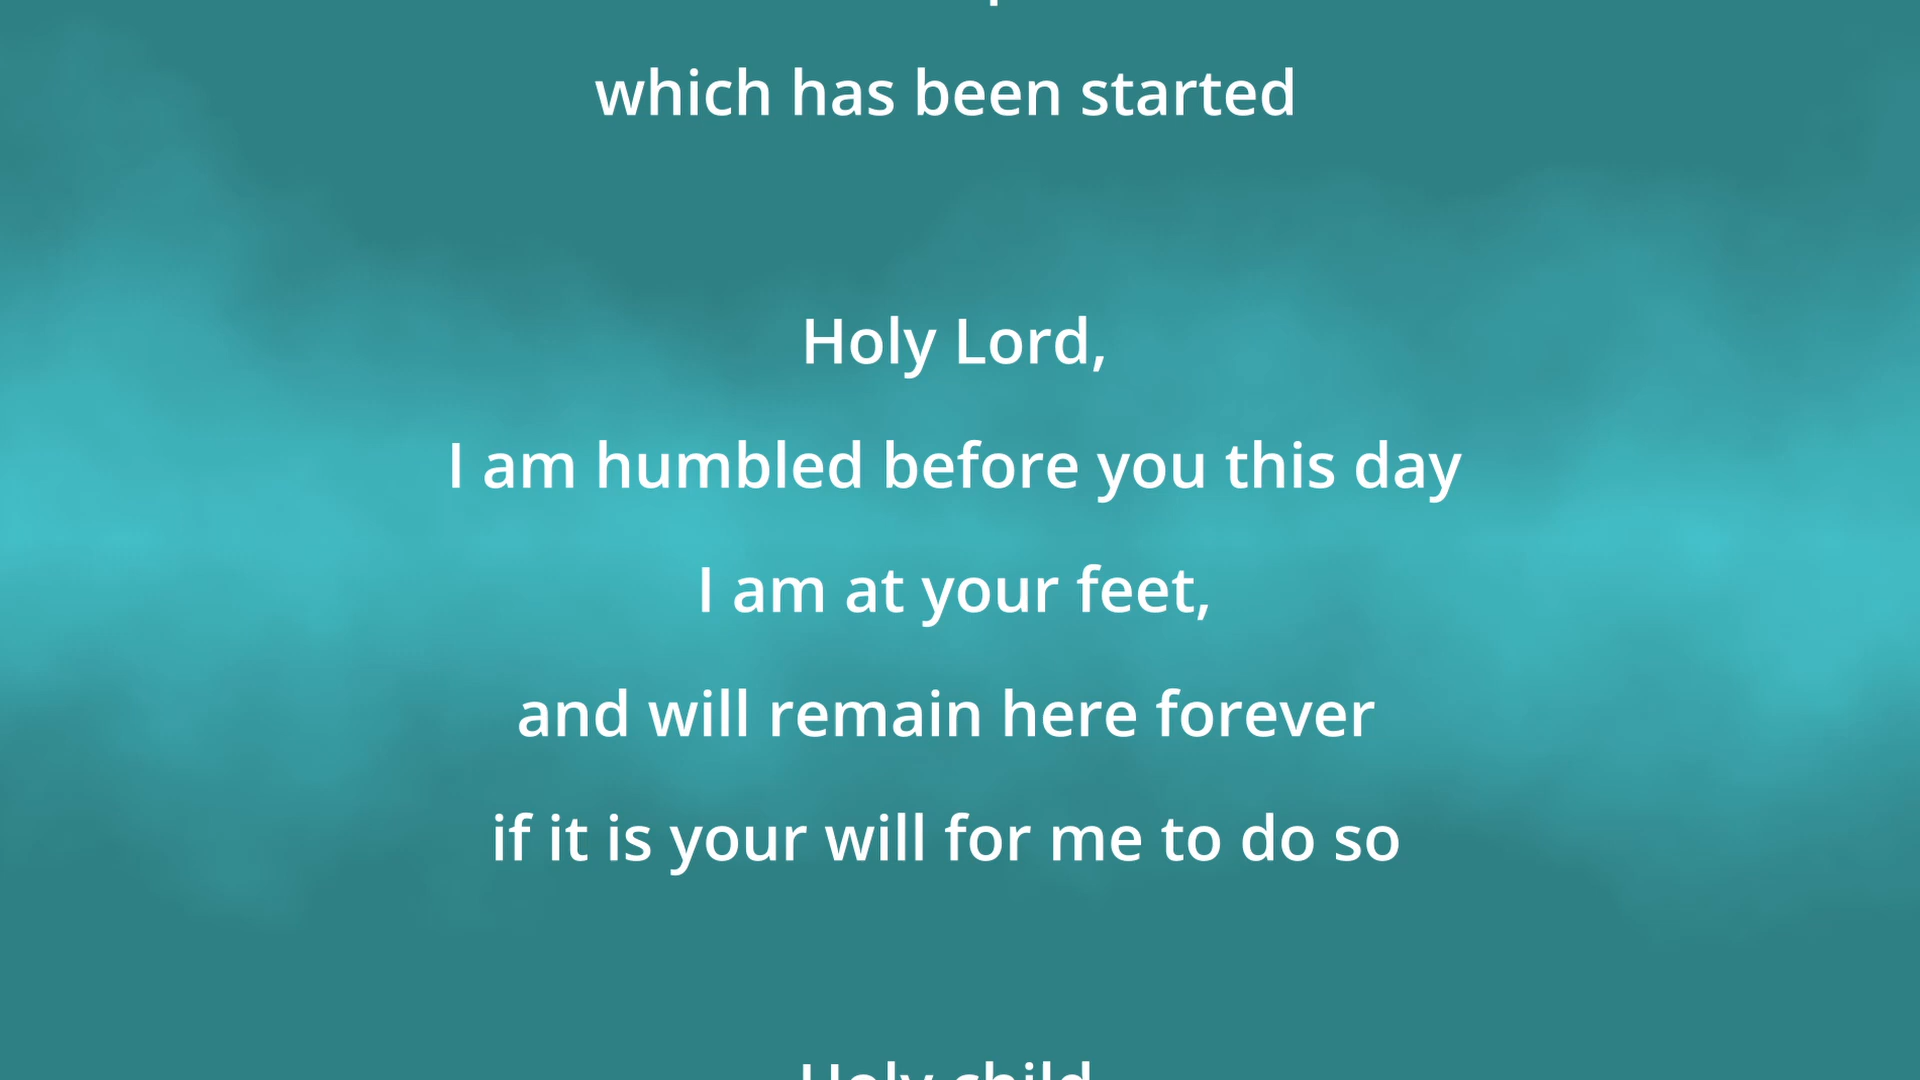 which has been started
Holy Lord,
I am humbled before you this day
I am at your feet,
and will remain here forever
if it is your will for me to do so
Holy child